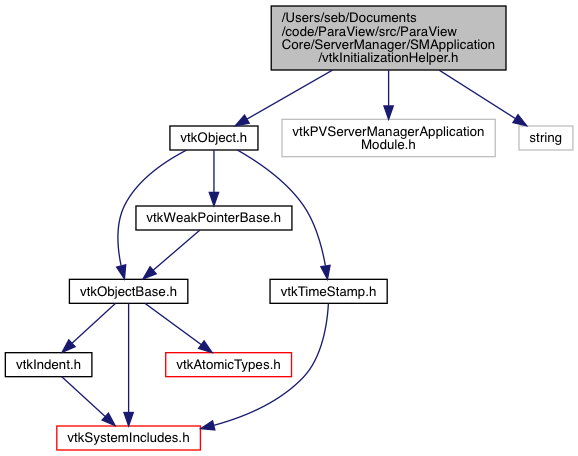 /Users/seb/Documents
/code/ParaView/src/ParaView
Core/ServerManager/SMApplication
/vtkInitializationHelper.h
vtkObject.h
vtkPVServerManagerApplication
Module.h
string
vtkWeakPointerBase.h
vtkObjectBase.h
vtkTimeStamp.h
vtkIndent.h
vtkAtomicTypes.h
vtkSystemIncludes.h